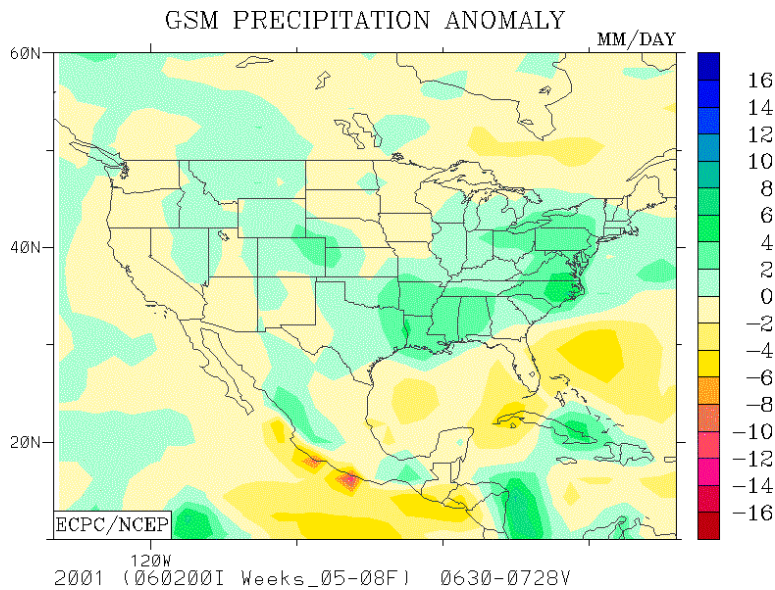 GSM PRECIPITATION ANOMALY
MM/DAY
60N
40N
20N
120W
16
14
12
10
8
6
4
2
0
−2
−4
−6
−8
−10
−12
−14
−16
ECPC/NCEP
2001 (060200I Weeks_05-08F) 0630-0728V